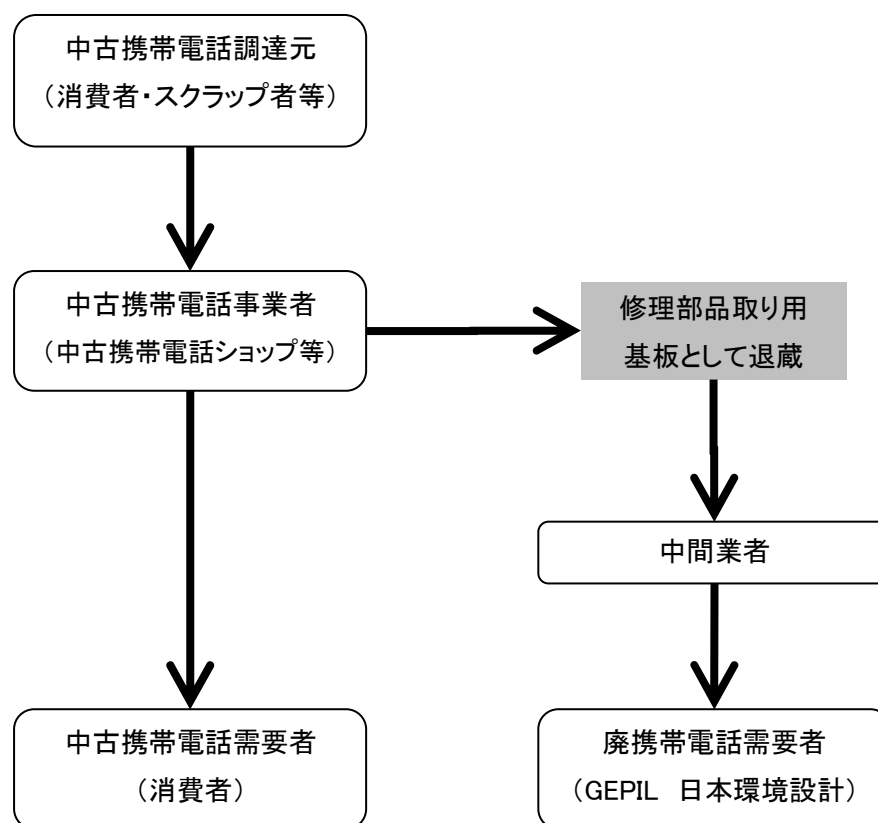 中古携帯電話調達元
（消費者・スクラップ者等）
中古携帯電話事業者
（中古携帯電話ショップ等）
修理部品取り用
基板として退蔵
中間業者
中古携帯電話需要者
（消費者）
廃携帯電話需要者
（GEPIL　日本環境設計）